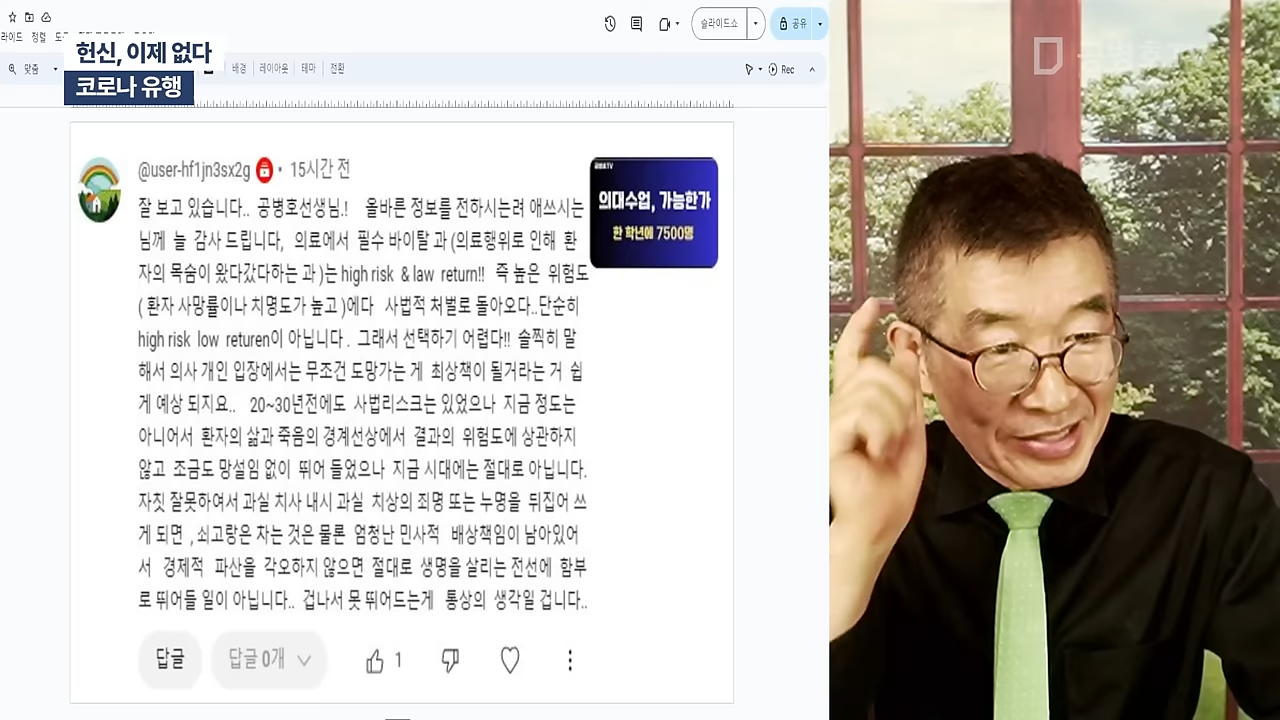 슬라이드쇼
공유
라이드 정렬
헌신, 이제 없다
코로나 유행
맞춤
배경 레이아웃 테마 전환
Rec
@user-hf1jn3sx2g · 15시간 전
잘 보고 있습니다.. 공병호선생님.! 올바른 정보를 전하시는려 애쓰시는
님께 늘 감사 드립니다, 의료에서 필수 바이탈 과 (의료행위로 인해 환
자의 목숨이 왔다갔다하는 과 )는 high risk & law return!! 즉 높은 위험도
( 환자 사망률이나 치명도가 높고 )에다 사법적 처벌로 돌아오다..단순히
high risk low returen이 아닙니다 . 그래서 선택하기 어렵다!! 솔찍히 말
해서 의사 개인 입장에서는 무조건 도망가는 게 최상책이 될거라는 거 쉽
게 예상 되지요.. 20~30년전에도 사법리스크는 있었으나 지금 정도는
아니어서 환자의 삶과 죽음의 경계선상에서 결과의 위험도에 상관하지
않고 조금도 망설임 없이 뛰어 들었으나 지금 시대에는 절대로 아닙니다.
자칫 잘못하여서 과실 치사 내시 과실 치상의 죄명 또는 누명을 뒤집어 쓰
게 되면 , 쇠고랑은 차는 것은 물론 엄청난 민사적 배상책임이 남아있어
서 경제적 파산을 각오하지 않으면 절대로 생명을 살리는 전선에 함부
로 뛰어들 일이 아닙니다.. 겁나서 못 뛰어드는게 통상의 생각일 겁니다..
의대수업, 가능한가
한 학년에 7500명
답글
답글 0개
1